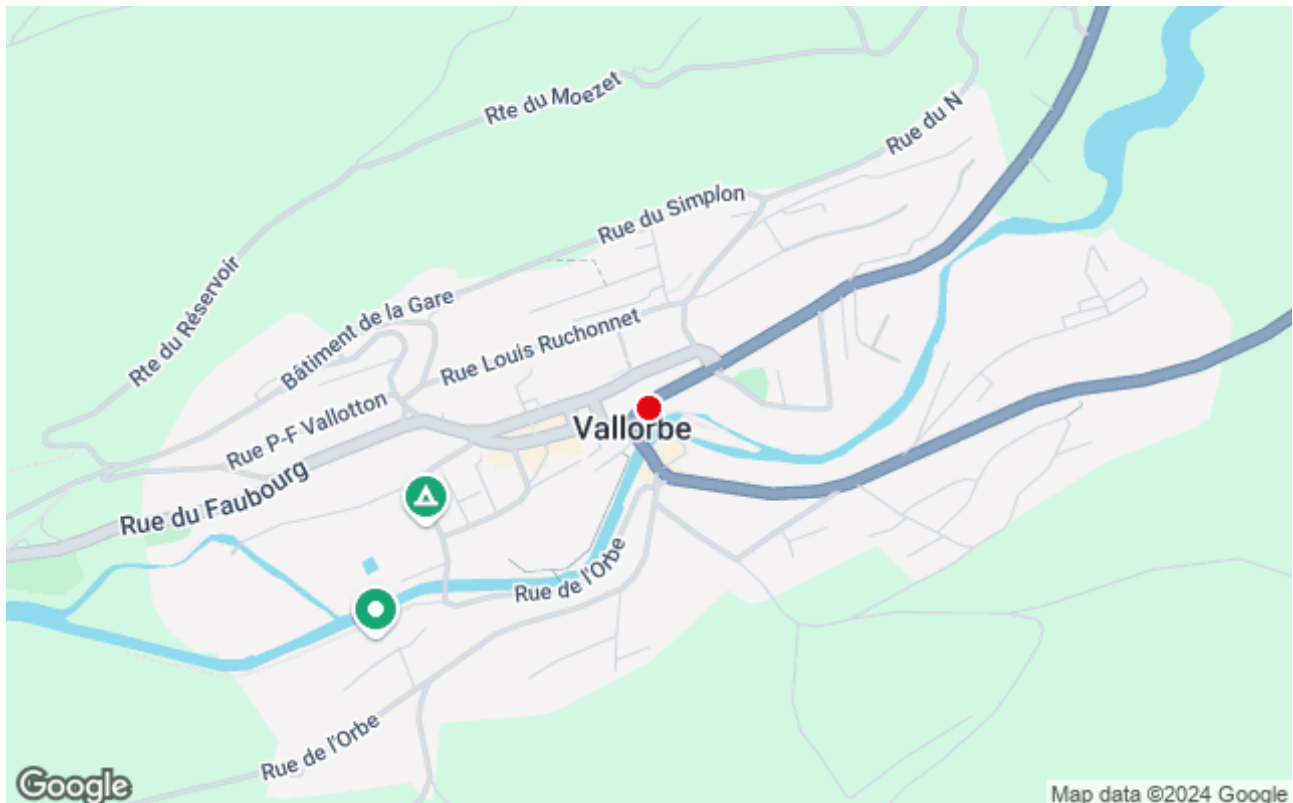 Rte du Moezet
Rue du N
Rue du Simplon
Rte du Réservoir
Bâtiment de la Gare
Rue Louis Ruchonnet
Rue P-F Vallotton
Vallorbe
Rue du Faubourg
Rue de l'Orbe
Rue de l'Orbe
Google
Map data ©2024 Google